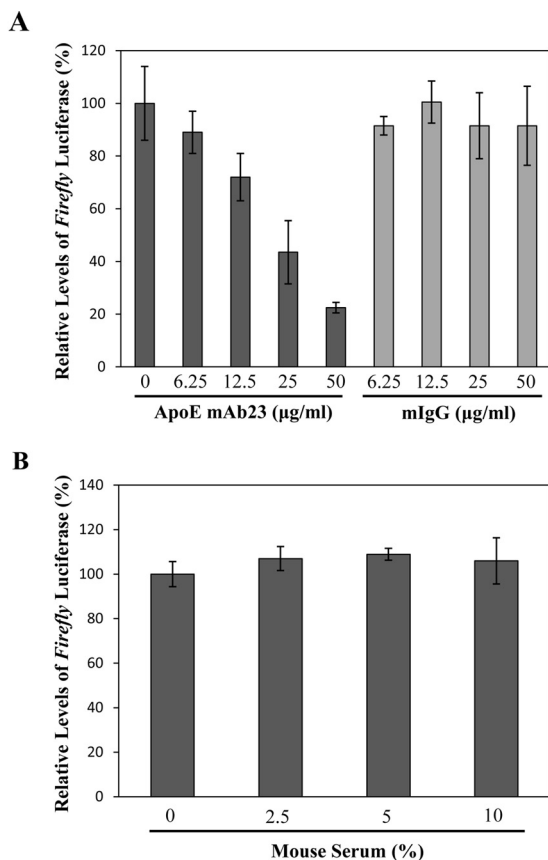 A
Relative Levels of Firefly Luciferase (%)
120
100
80
60
40
20
0
0 6.25 12.5 25 50 6.25 12.5 25 50
ApoE mAb23 (μg/ml) mIgG (μg/ml)
B
Relative Levels of Firefly Luciferase (%)
140
120
100
80
60
40
20
0
0 2.5 5 10
Mouse Serum (%)